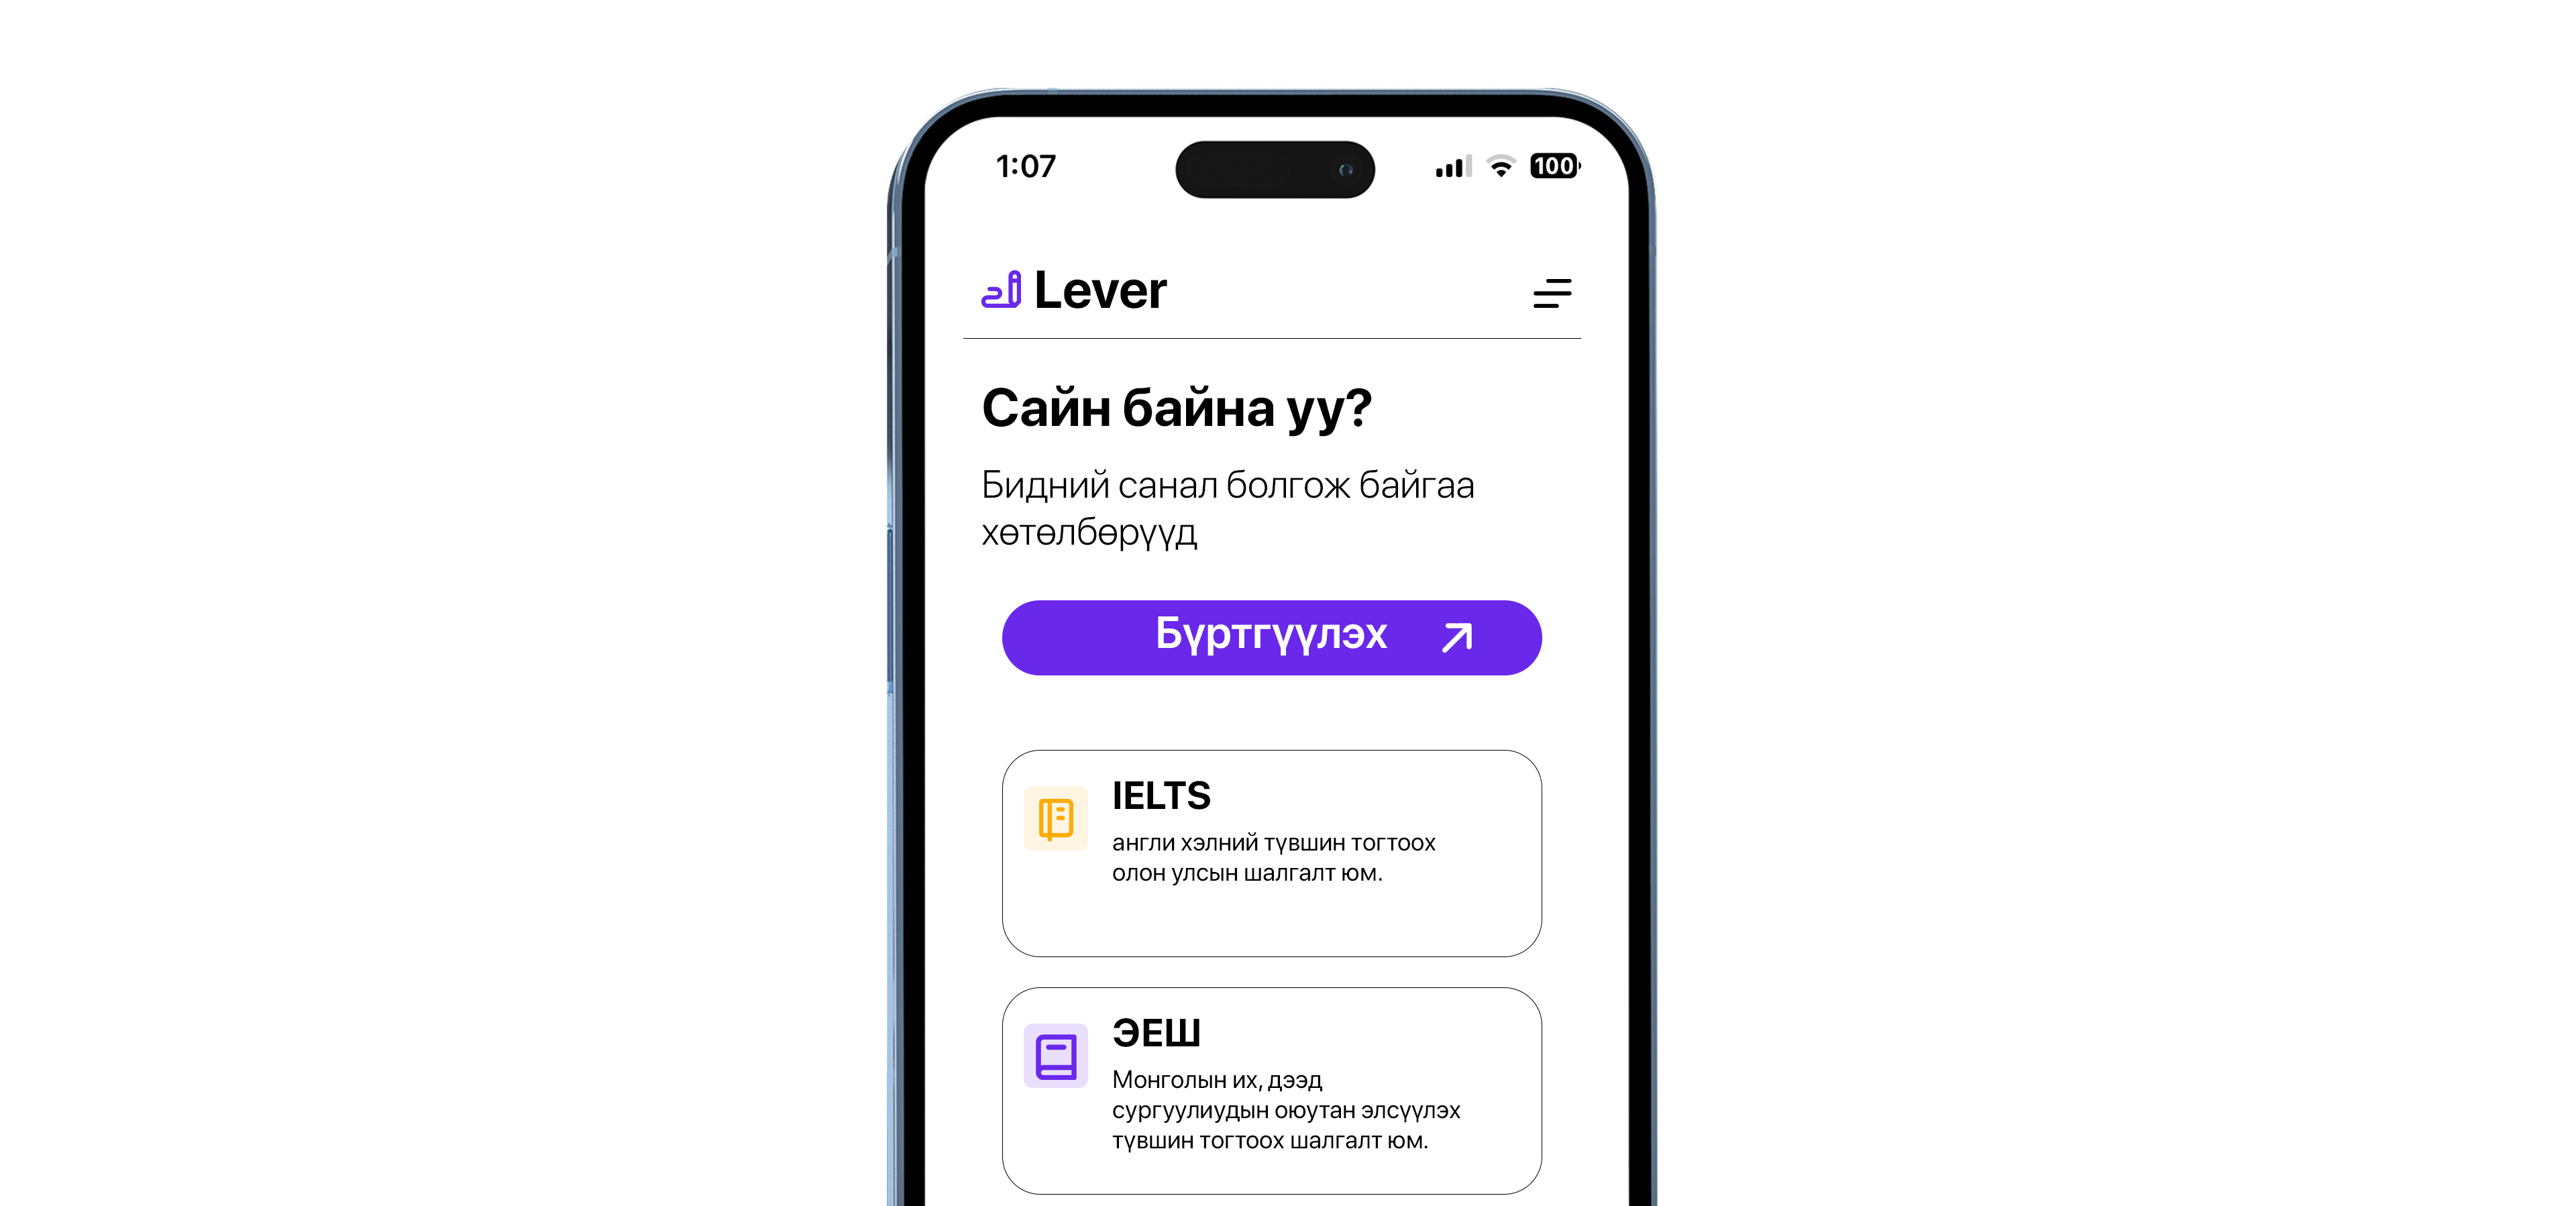 1:07
100
Lever
Сайн байна уу?
Бидний санал болгож байгаа
хөтөлбөрүүд
Бүртгүүлэх
IELTS
англи хэлний түвшин тогтоох
олон улсын шалгалт юм.
ЭЕШ
Монголын их, дээд
сургуулиудын оюутан элсүүлэх
түвшин тогтоох шалгалт юм.